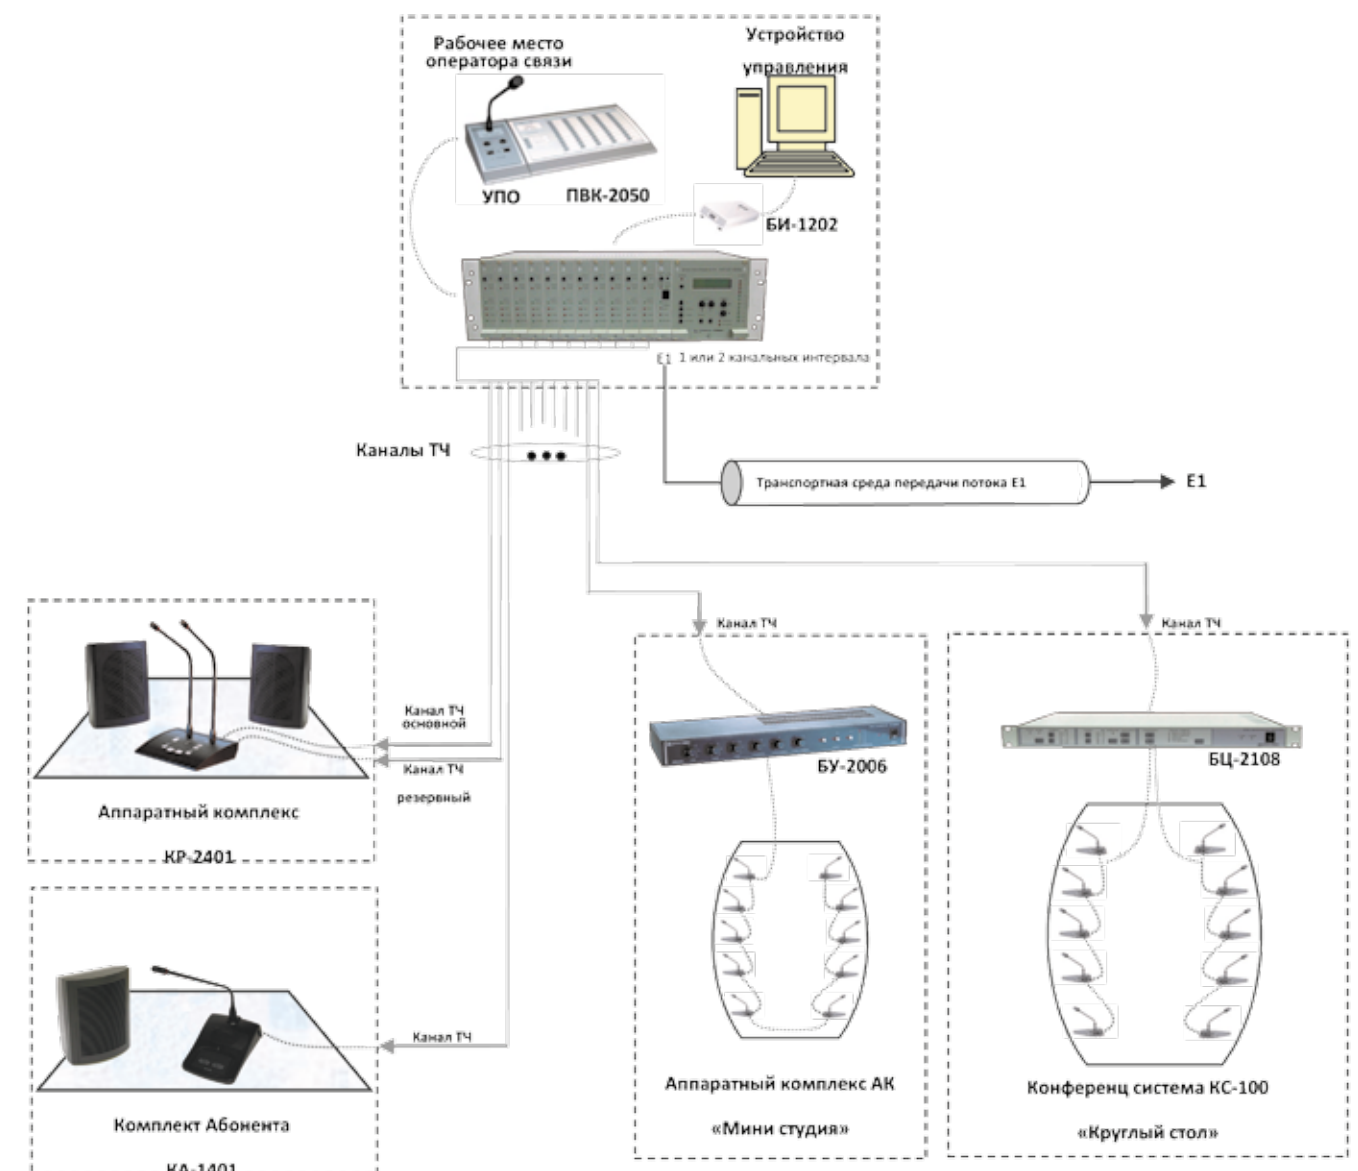 Рабочее место
оператора связи
Устройство
управления
УПО
ПВК-2050
БИ-1202
E1 1 или 2 канальных интервала
Каналы ТЧ
Транспортная среда передачи потока E1
E1
Канал ТЧ
Канал ТЧ
Канал ТЧ
основной
Канал ТЧ
резервный
БУ-2006
БЦ-2108
Аппаратный комплекс
КР-2401
Канал ТЧ
Аппаратный комплекс АК
«Мини студия»
Конференц система КС-100
«Круглый стол»
Комплект Абонента
КА-1401